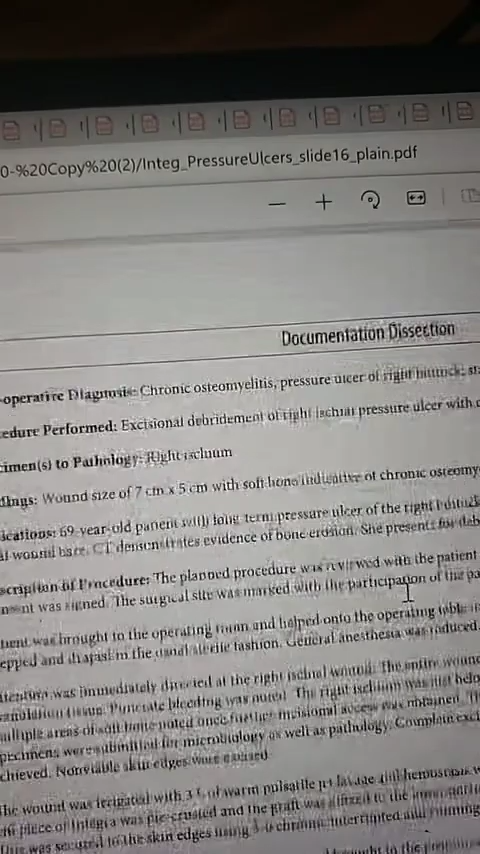 0-%20Copy%20(2)/Integ_PressureUlcers_slide16_plain.pdf
Documentation Dissection
-operative Diagnosis: Chronic osteomyelitis, pressure ulcer of right buttock, st
edure Performed: Excisional debridement of right ischial pressure ulcer with
cimen(s) to Pathology: Right ischium
dings: Wound size of 7 cm x 5 cm with soft bone indicative of chronic osteomy
ications: 69-year-old patient with long term pressure ulcer of the right
wound base. CT demonstrates evidence of bone erosion. She presents for deb
scription of Procedure: The planned procedure was reviewed with the patient
nsent was signed. The surgical site was marked with the participation of the pa
tient was brought to the operating room and helped onto the operating table in
epped and draped in the usual sterile fashion. General anesthesia was induced.
ttention was immediately directed at the right ischial wound. The entire wound
anulation tissue. Punctate bleeding was noted. The right ischium was just belo
ultiple areas of soft bone noted once further incisional access was obtained.
pecimens were submitted for microbiology as well as pathology. Complete exci
chieved. Nonviable skin edges were excised
The wound was irrigated with 3 L of warm pulsatile jet lavage and hemostasis
piece of Integra was pie-crusted and the graft was affixed to the
was secured to the skin edges using 3-0 chromic interrupted and running